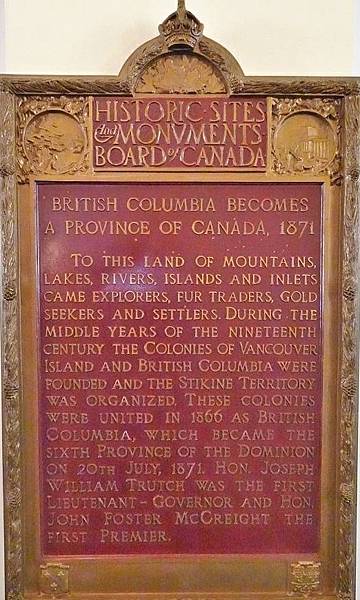 HISTORIC SITES
And MONVMENTS
BOARD of CANADA
BRITISH COLUMBIA BECOMES
A PROVINCE OF CANADA, 1871
TO THIS LAND OF MOUNTAINS,
LAKES, RIVERS, ISLANDS AND INLETS
CAME EXPLORERS, FUR TRADERS, GOLD
SEEKERS AND SETTLERS. DURING THE
MIDDLE YEARS OF THE NINETEENTH
CENTURY THE COLONIES OF VANCOUVER
ISLAND AND BRITISH COLUMBIA WERE
FOUNDED AND THE STIKINE TERRITORY
WAS ORGANIZED. THESE COLONIES
WERE UNITED IN 1866 AS BRITISH
COLUMBIA, WHICH BECAME THE
SIXTH PROVINCE OF THE DOMINION
ON 20TH JULY, 1871. HON. JOSEPH
WILLIAM TRUTCH WAS THE FIRST
LIEUTENANT-GOVERNOR AND HON.
JOHN FOSTER MCCREIGHT THE
FIRST PREMIER.